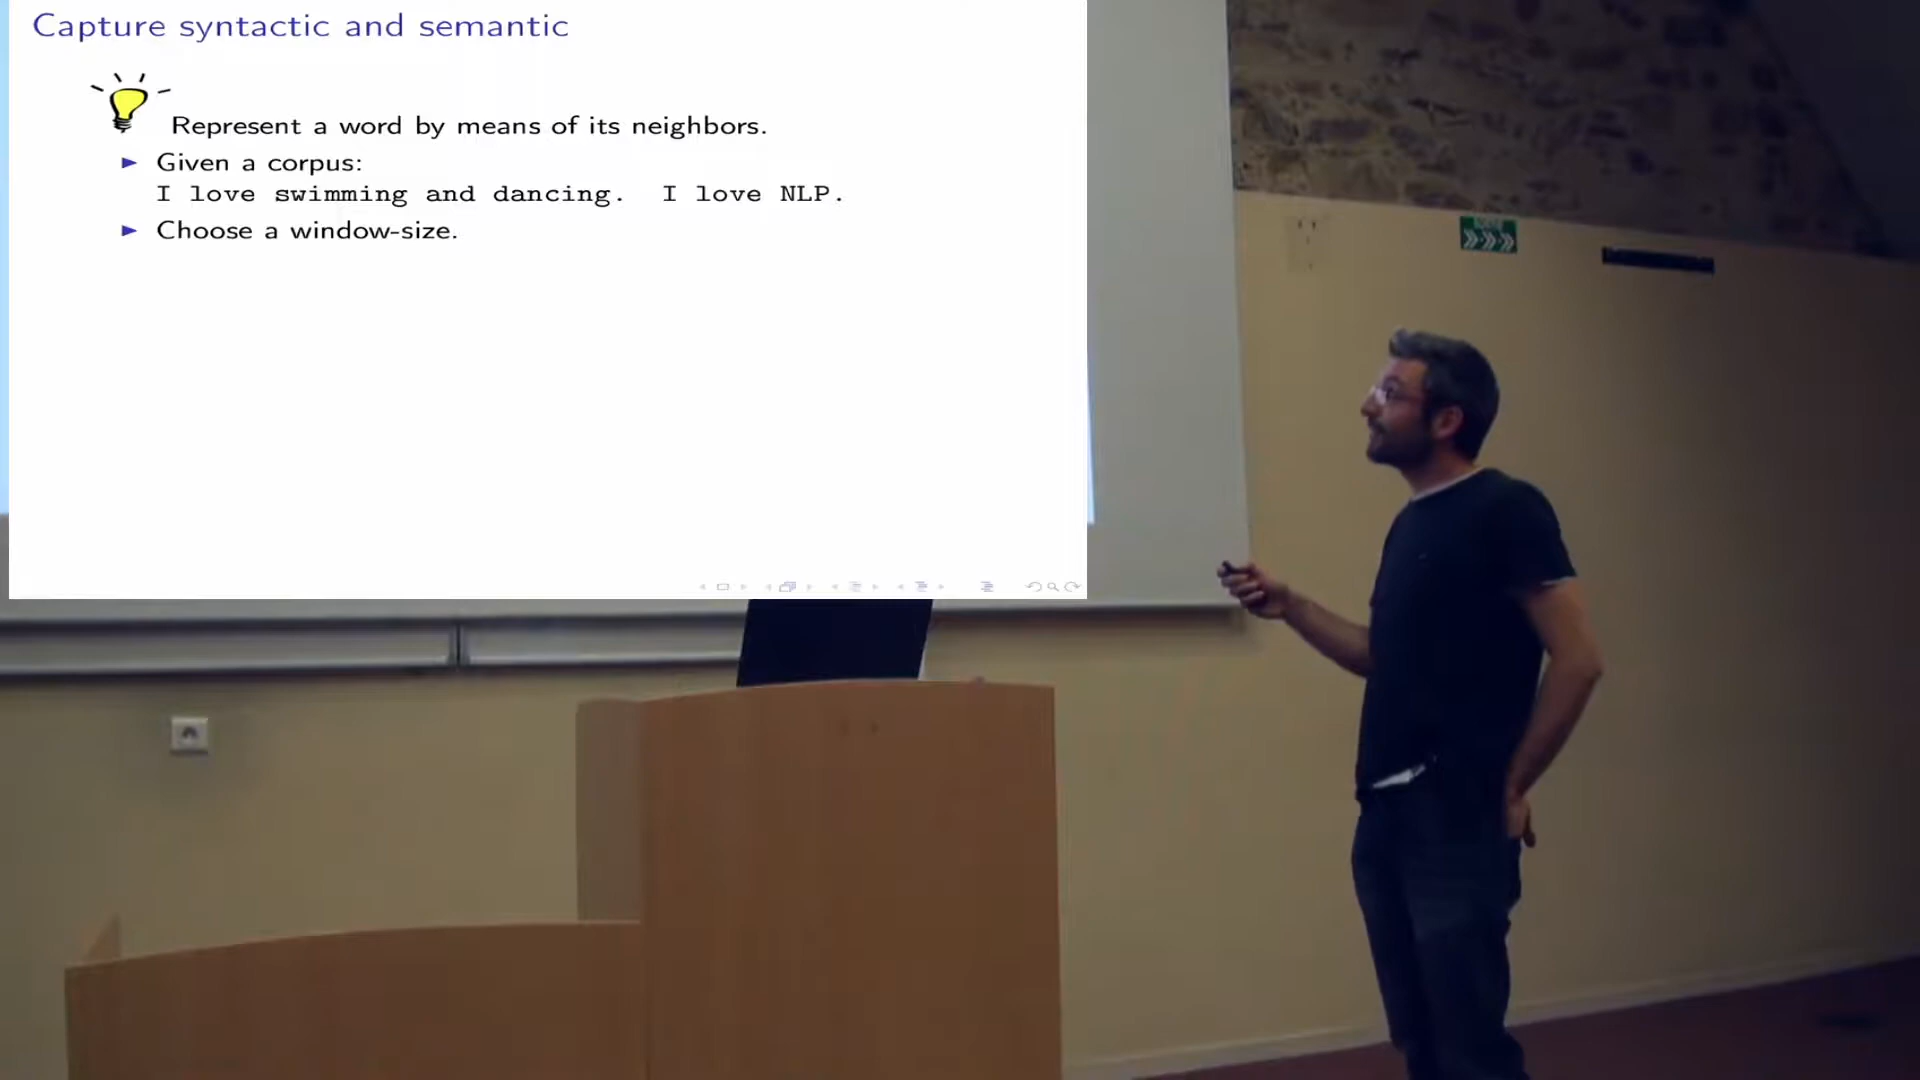 Capture syntactic and semantic
Represent a word by means of its neighbors.
► Given a corpus:
I love swimming and dancing. I love NLP.
► Choose a window-size.